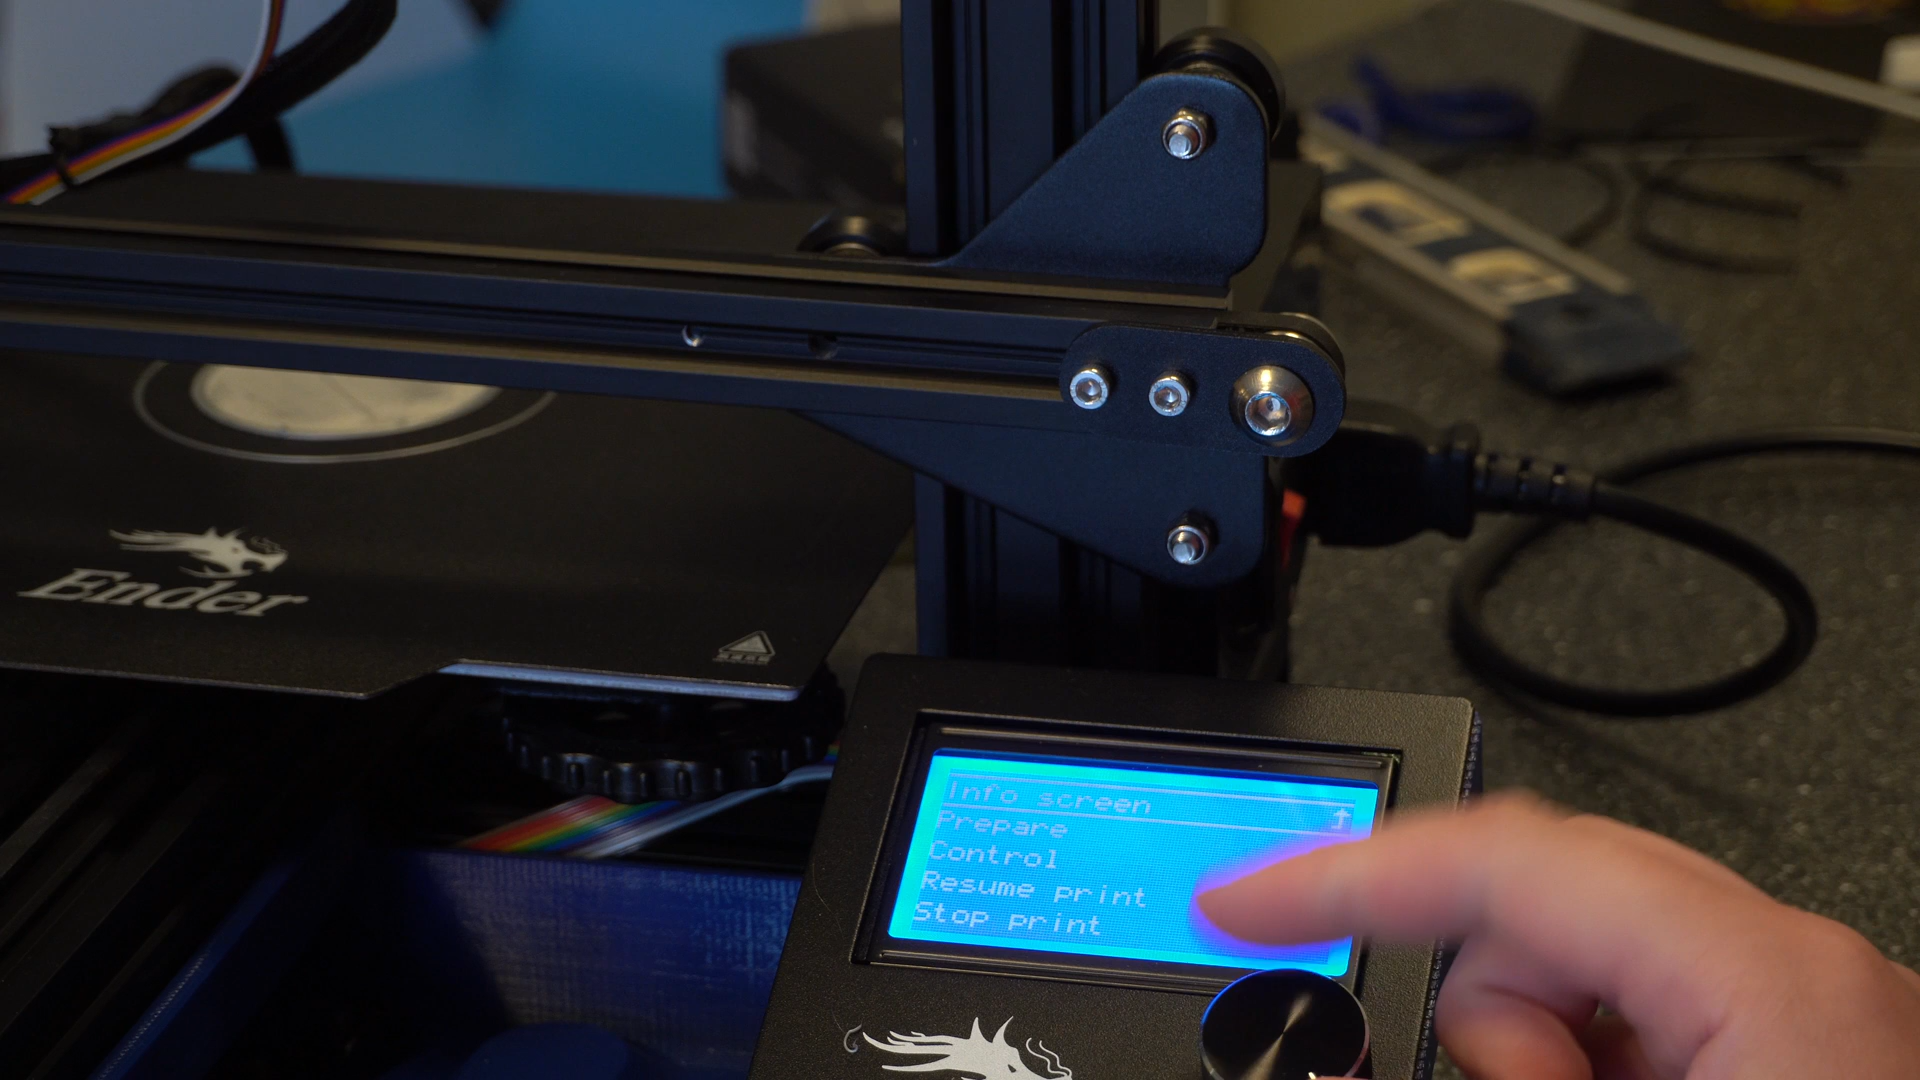 Ender
Info screen
Prepare
Control
Resume print
Stop print